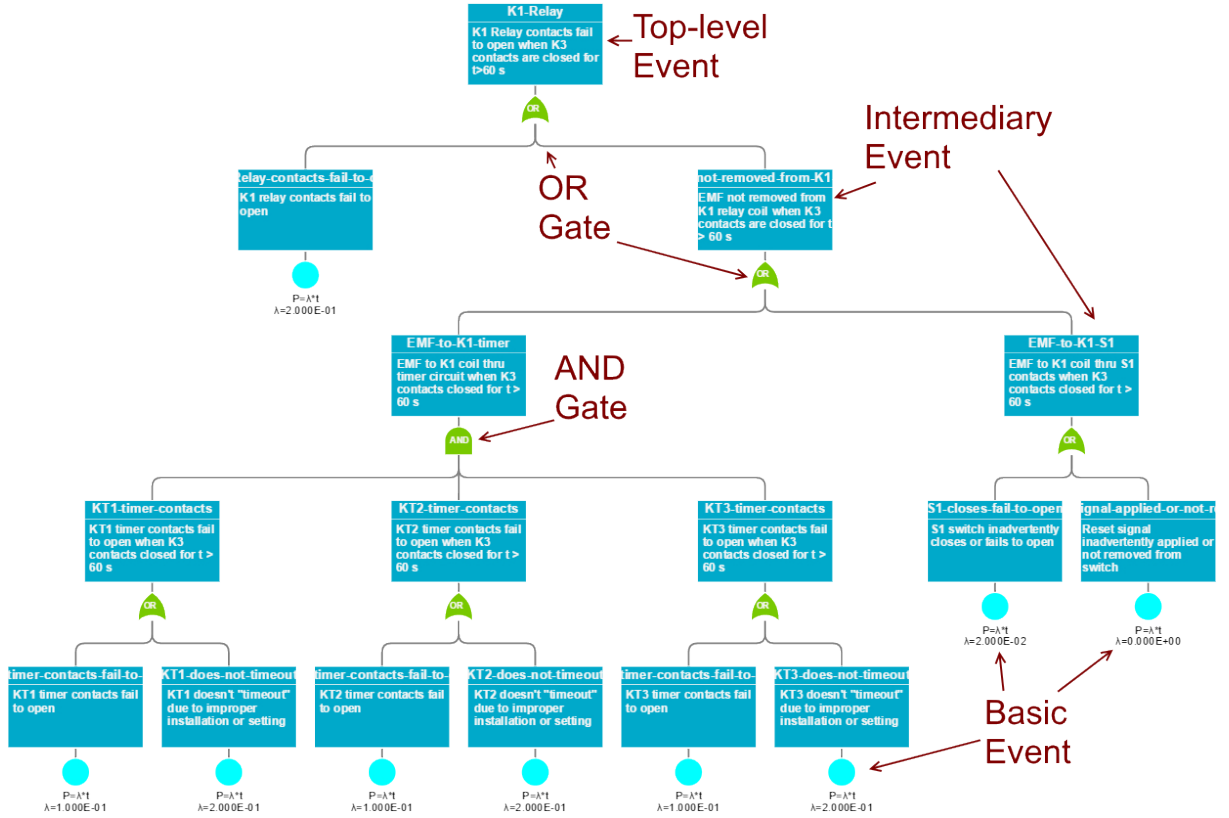 K1-Relay
K1 Relay contacts fail
to open when K3
contacts are closed for
t>60 s
Top-level
Event
OR
Intermediary
Event
Relay-contacts-fail-to-o
K1 relay contacts fail to
open
P=λ*t
λ=2.000E-01
OR
Gate
not-removed-from-K1
EMF not removed from
K1 relay coil when K3
contacts are closed for t
> 60 s
OR
EMF-to-K1-timer
EMF to K1 coil thru
timer circuit when K3
contacts closed for t >
60 s
AND
AND
Gate
EMF-to-K1-S1
EMF to K1 coil thru S1
contacts when K3
contacts closed for t >
60 s
OR
KT1-timer-contacts
KT1 timer contacts fail
to open when K3
contacts closed for t >
60 s
OR
KT2-timer-contacts
KT2 timer contacts fail
to open when K3
contacts closed for t >
60 s
OR
KT3-timer-contacts
KT3 timer contacts fail
to open when K3
contacts closed for t >
60 s
OR
S1-closes-fail-to-open
S1 switch inadvertently
closes or fails to open
P=λ*t
λ=2.000E-02
ignal-applied-or-not-re
Reset signal
inadvertently applied or
not removed from
switch
P=λ*t
λ=0.000E+00
timer-contacts-fail-to-
KT1 timer contacts fail
to open
P=λ*t
λ=1.000E-01
KT1-does-not-timeout
KT1 doesn't "timeout"
due to improper
installation or setting
P=λ*t
λ=2.000E-01
timer-contacts-fail-to-
KT2 timer contacts fail
to open
P=λ*t
λ=1.000E-01
KT2-does-not-timeout
KT2 doesn't "timeout"
due to improper
installation or setting
P=λ*t
λ=2.000E-01
timer-contacts-fail-to-
KT3 timer contacts fail
to open
P=λ*t
λ=1.000E-01
KT3-does-not-timeout
KT3 doesn't "timeout"
due to improper
installation or setting
P=λ*t
λ=2.000E-01
Basic
Event